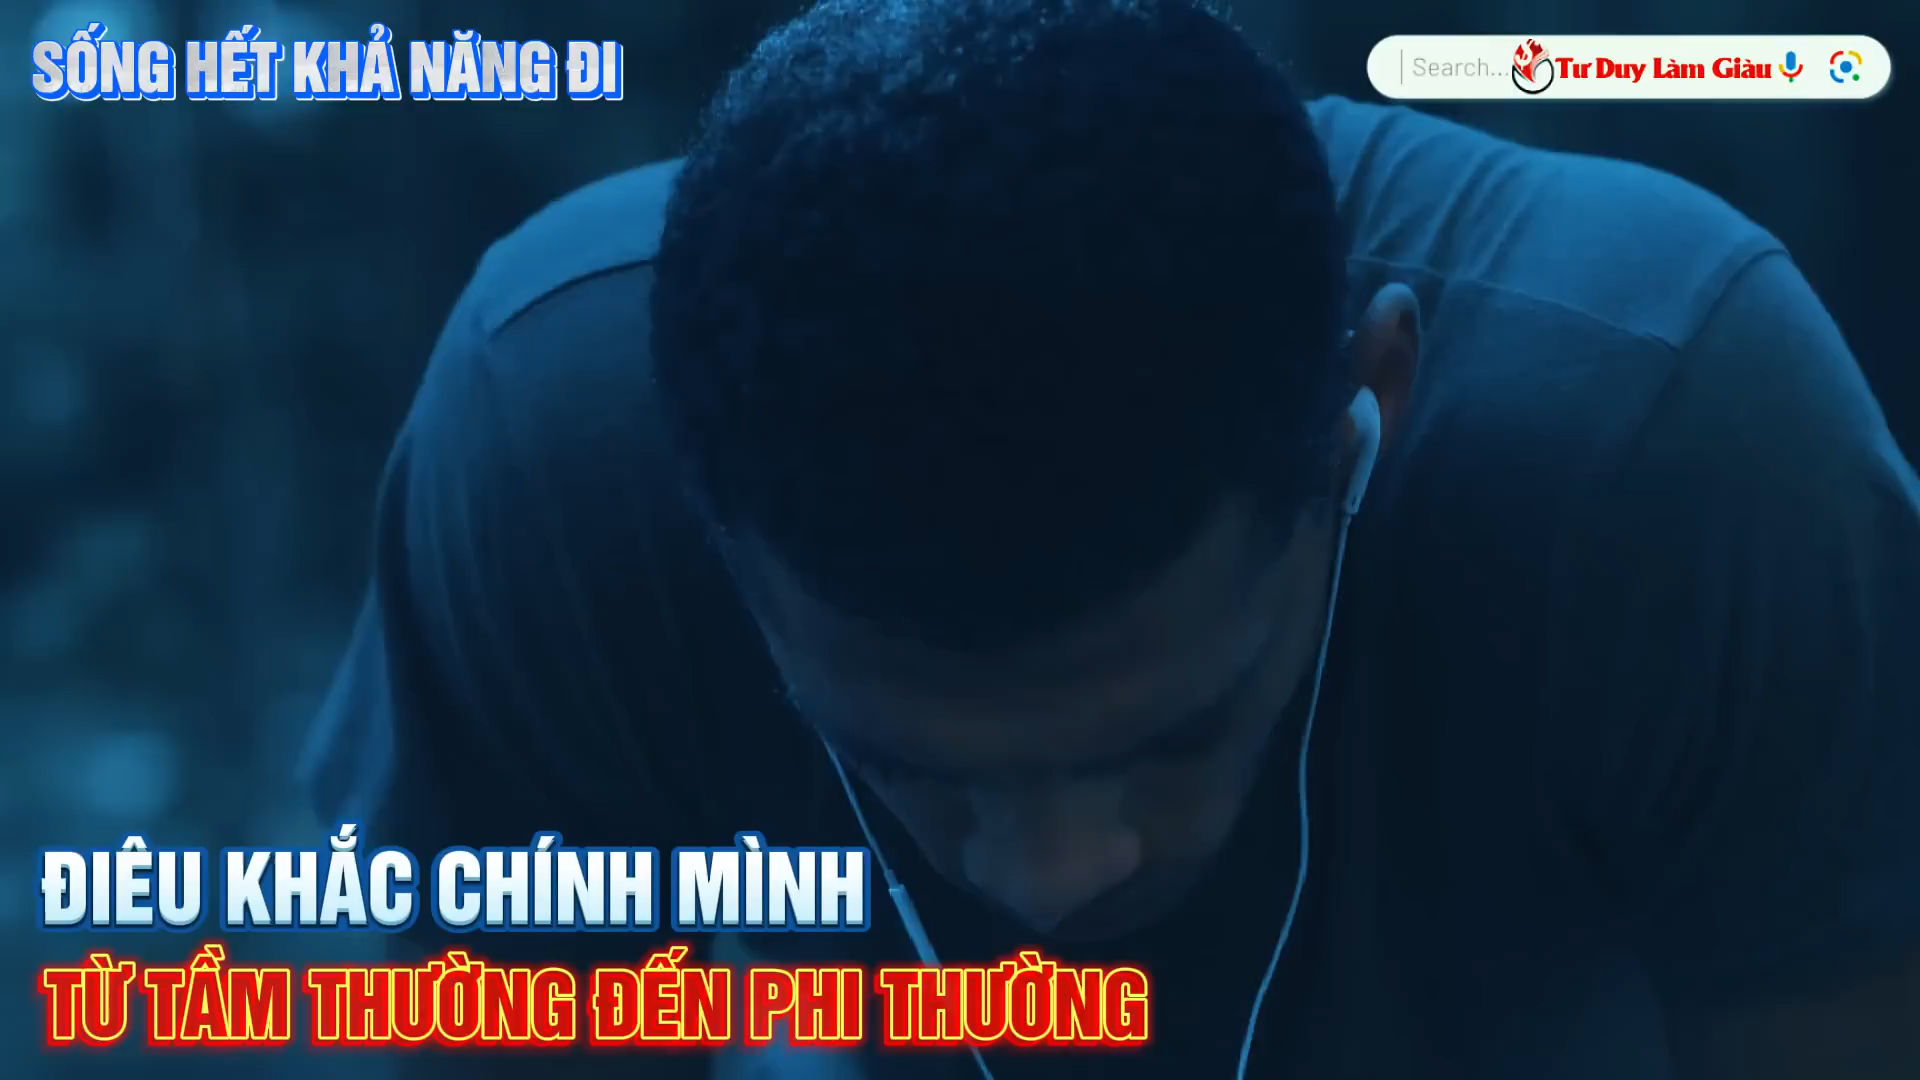 SỐNG HẾT KHẢ NĂNG ĐI
Search... Tư Duy Làm Giàu
ĐIÊU KHẮC CHÍNH MÌNH
TỪ TẦM THƯỜNG ĐẾN PHI THƯỜNG